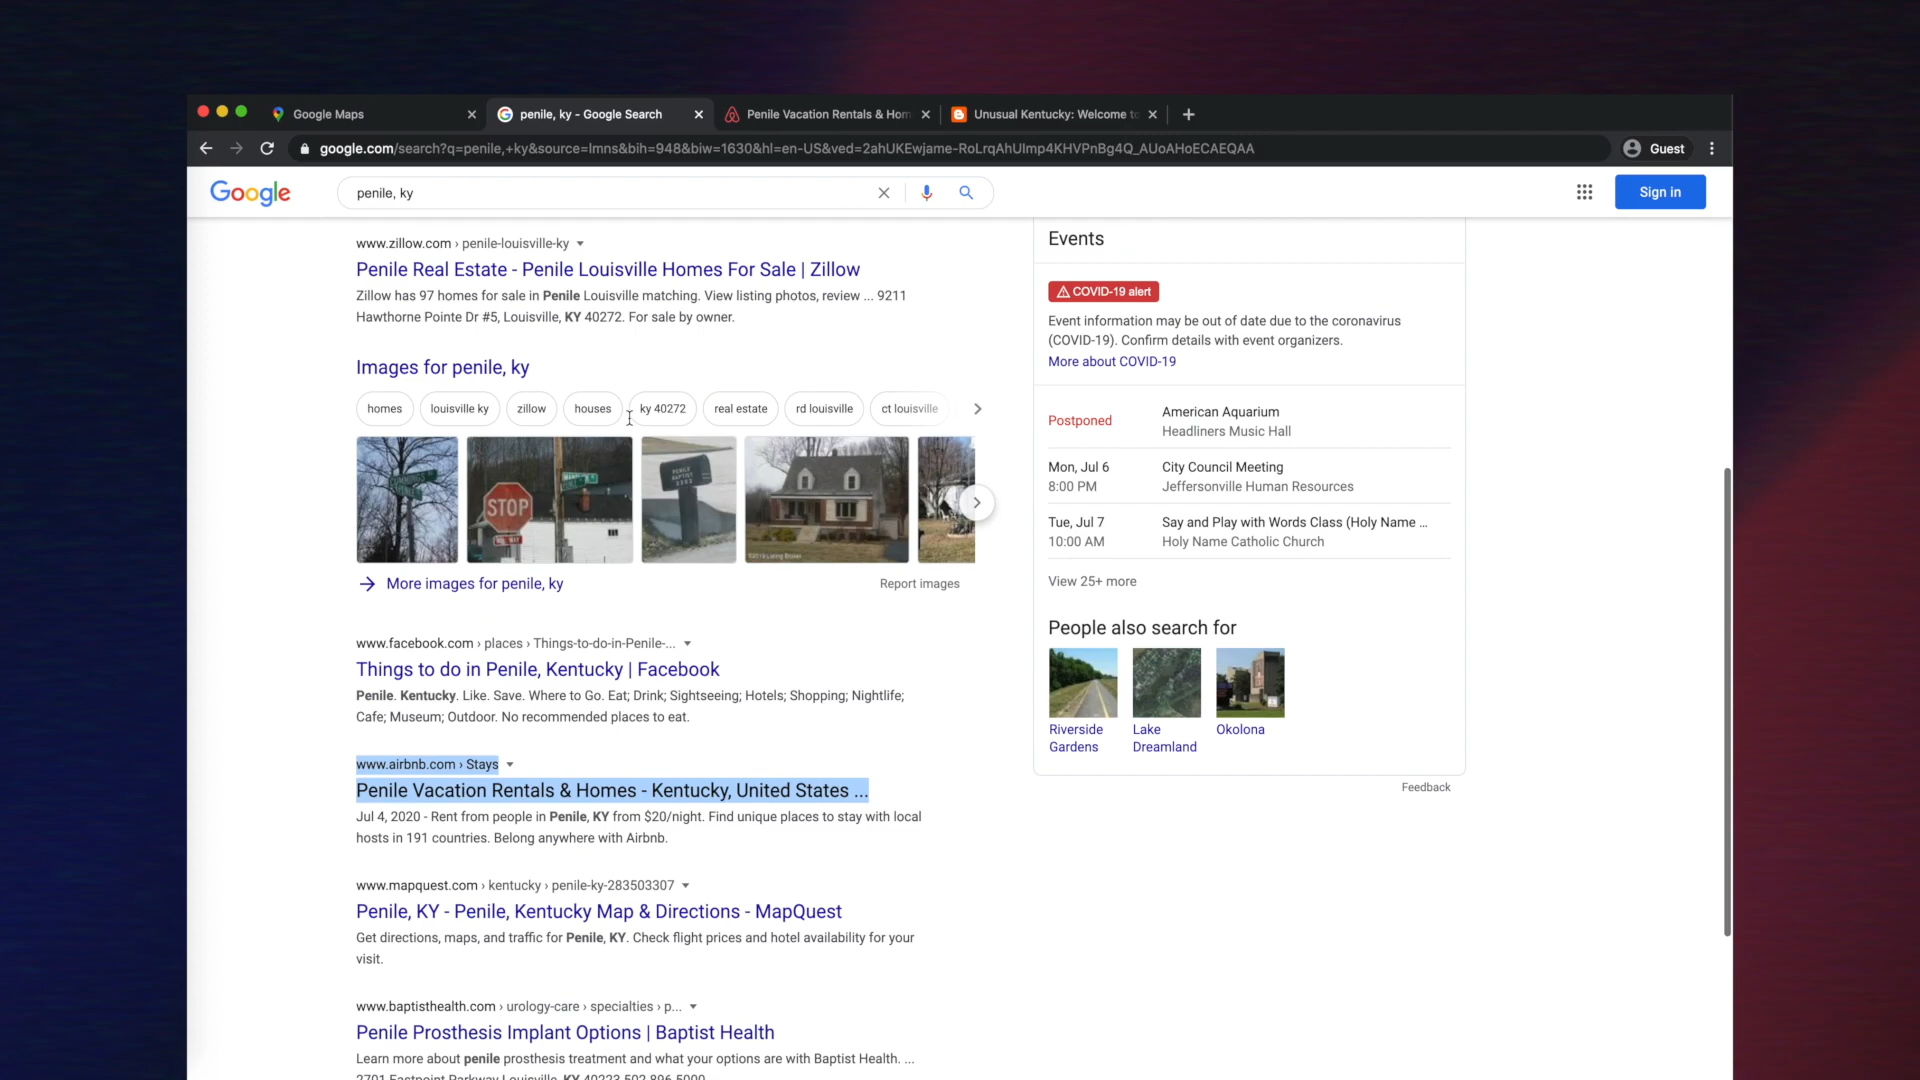 Google Maps
penile, ky - Google Search
Penile Vacation Rentals & Hom
Unusual Kentucky: Welcome to
google.com/search?q=penile,+ky&source=lmns&bih=948&biw=1630&hl=en-US&ved=2ahUKEwjame-RoLrqAhUImp4KHVPnBg4Q_AUoAHoECAEQAA
Guest
Google
penile, ky
Sign in
www.zillow.com › penile-louisville-ky
Penile Real Estate - Penile Louisville Homes For Sale | Zillow
Zillow has 97 homes for sale in Penile Louisville matching. View listing photos, review ... 9211
Hawthorne Pointe Dr #5, Louisville, KY 40272. For sale by owner.
Images for penile, ky
homes
louisville ky
zillow
houses
ky 40272
real estate
rd louisville
ct louisville
STOP
PENILE
BAPTIST
More images for penile, ky
Report images
www.facebook.com › places › Things-to-do-in-Penile-...
Things to do in Penile, Kentucky | Facebook
Penile. Kentucky. Like. Save. Where to Go. Eat; Drink; Sightseeing; Hotels; Shopping; Nightlife;
Cafe; Museum; Outdoor. No recommended places to eat.
www.airbnb.com › Stays
Penile Vacation Rentals & Homes - Kentucky, United States ...
Jul 4, 2020 - Rent from people in Penile, KY from $20/night. Find unique places to stay with local
hosts in 191 countries. Belong anywhere with Airbnb.
www.mapquest.com › kentucky › penile-ky-283503307
Penile, KY - Penile, Kentucky Map & Directions - MapQuest
Get directions, maps, and traffic for Penile, KY. Check flight prices and hotel availability for your
visit.
www.baptisthealth.com › urology-care › specialties › p...
Penile Prosthesis Implant Options | Baptist Health
Learn more about penile prosthesis treatment and what your options are with Baptist Health. ...
2701 Eastpoint Parkway Louisville, KY 40223 502.896.5000
Events
COVID-19 alert
Event information may be out of date due to the coronavirus
(COVID-19). Confirm details with event organizers.
More about COVID-19
Postponed
American Aquarium
Headliners Music Hall
Mon, Jul 6
8:00 PM
City Council Meeting
Jeffersonville Human Resources
Tue, Jul 7
10:00 AM
Say and Play with Words Class (Holy Name ...
Holy Name Catholic Church
View 25+ more
People also search for
Riverside
Gardens
Lake
Dreamland
Okolona
Feedback